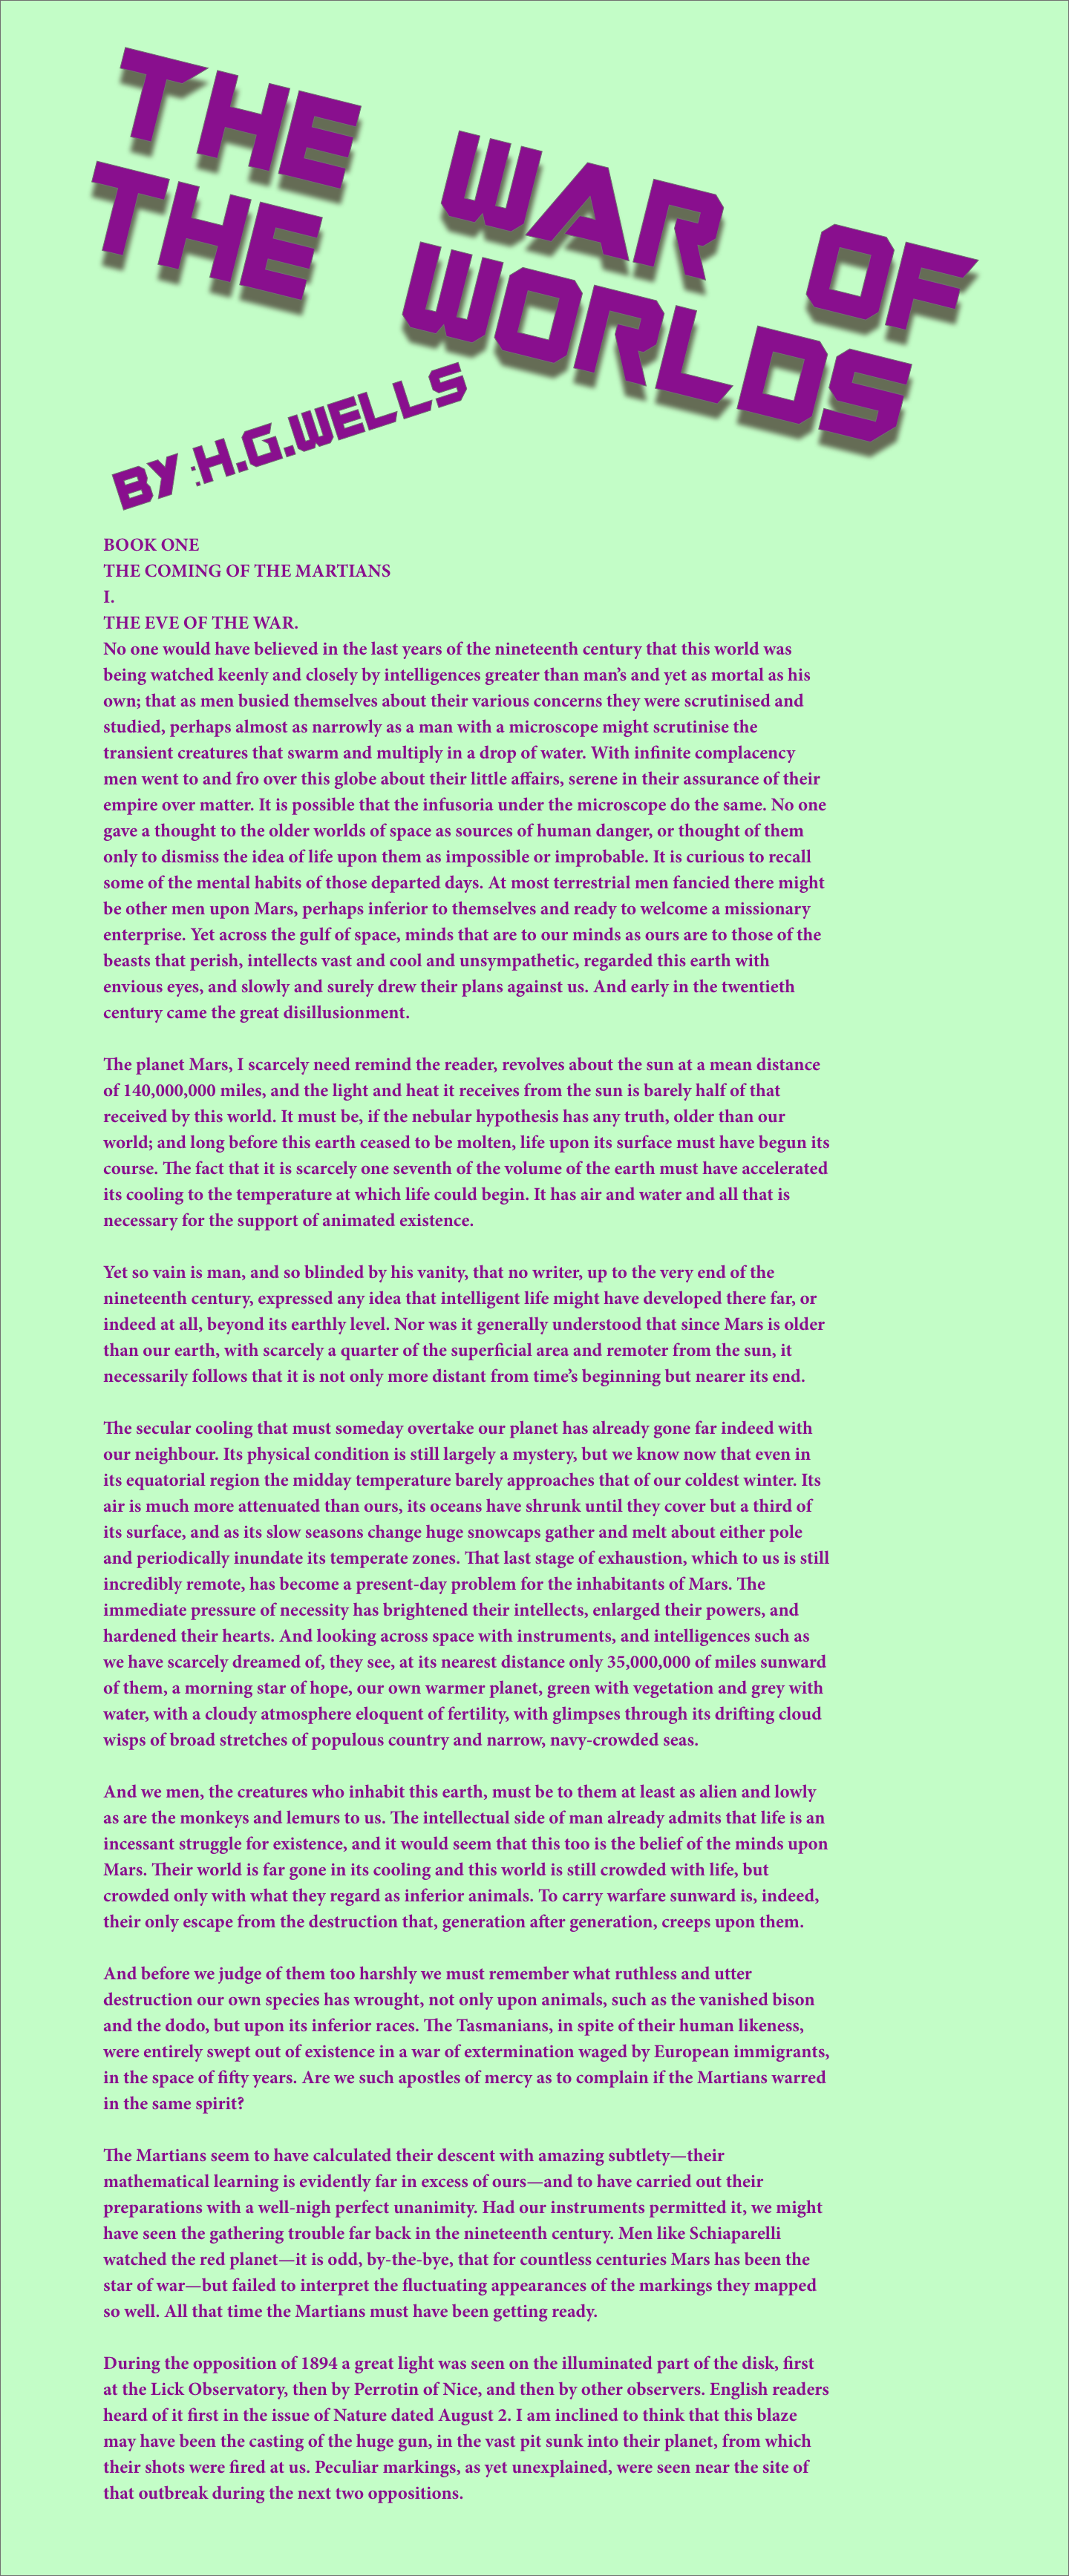 THE WAR OF
THE WORLDS
BY :H.G.WELLS
BOOK ONE
THE COMING OF THE MARTIANS
I.
THE EVE OF THE WAR.
No one would have believed in the last years of the nineteenth century that this world was
being watched keenly and closely by intelligences greater than man’s and yet as mortal as his
own; that as men busied themselves about their various concerns they were scrutinised and
studied, perhaps almost as narrowly as a man with a microscope might scrutinise the
transient creatures that swarm and multiply in a drop of water. With infinite complacency
men went to and fro over this globe about their little affairs, serene in their assurance of their
empire over matter. It is possible that the infusoria under the microscope do the same. No one
gave a thought to the older worlds of space as sources of human danger, or thought of them
only to dismiss the idea of life upon them as impossible or improbable. It is curious to recall
some of the mental habits of those departed days. At most terrestrial men fancied there might
be other men upon Mars, perhaps inferior to themselves and ready to welcome a missionary
enterprise. Yet across the gulf of space, minds that are to our minds as ours are to those of the
beasts that perish, intellects vast and cool and unsympathetic, regarded this earth with
envious eyes, and slowly and surely drew their plans against us. And early in the twentieth
century came the great disillusionment.
The planet Mars, I scarcely need remind the reader, revolves about the sun at a mean distance
of 140,000,000 miles, and the light and heat it receives from the sun is barely half of that
received by this world. It must be, if the nebular hypothesis has any truth, older than our
world; and long before this earth ceased to be molten, life upon its surface must have begun its
course. The fact that it is scarcely one seventh of the volume of the earth must have accelerated
its cooling to the temperature at which life could begin. It has air and water and all that is
necessary for the support of animated existence.
Yet so vain is man, and so blinded by his vanity, that no writer, up to the very end of the
nineteenth century, expressed any idea that intelligent life might have developed there far, or
indeed at all, beyond its earthly level. Nor was it generally understood that since Mars is older
than our earth, with scarcely a quarter of the superficial area and remoter from the sun, it
necessarily follows that it is not only more distant from time’s beginning but nearer its end.
The secular cooling that must someday overtake our planet has already gone far indeed with
our neighbour. Its physical condition is still largely a mystery, but we know now that even in
its equatorial region the midday temperature barely approaches that of our coldest winter. Its
air is much more attenuated than ours, its oceans have shrunk until they cover but a third of
its surface, and as its slow seasons change huge snowcaps gather and melt about either pole
and periodically inundate its temperate zones. That last stage of exhaustion, which to us is still
incredibly remote, has become a present-day problem for the inhabitants of Mars. The
immediate pressure of necessity has brightened their intellects, enlarged their powers, and
hardened their hearts. And looking across space with instruments, and intelligences such as
we have scarcely dreamed of, they see, at its nearest distance only 35,000,000 of miles sunward
of them, a morning star of hope, our own warmer planet, green with vegetation and grey with
water, with a cloudy atmosphere eloquent of fertility, with glimpses through its drifting cloud
wisps of broad stretches of populous country and narrow, navy-crowded seas.
And we men, the creatures who inhabit this earth, must be to them at least as alien and lowly
as are the monkeys and lemurs to us. The intellectual side of man already admits that life is an
incessant struggle for existence, and it would seem that this too is the belief of the minds upon
Mars. Their world is far gone in its cooling and this world is still crowded with life, but
crowded only with what they regard as inferior animals. To carry warfare sunward is, indeed,
their only escape from the destruction that, generation after generation, creeps upon them.
And before we judge of them too harshly we must remember what ruthless and utter
destruction our own species has wrought, not only upon animals, such as the vanished bison
and the dodo, but upon its inferior races. The Tasmanians, in spite of their human likeness,
were entirely swept out of existence in a war of extermination waged by European immigrants,
in the space of fifty years. Are we such apostles of mercy as to complain if the Martians warred
in the same spirit?
The Martians seem to have calculated their descent with amazing subtlety—their
mathematical learning is evidently far in excess of ours—and to have carried out their
preparations with a well-nigh perfect unanimity. Had our instruments permitted it, we might
have seen the gathering trouble far back in the nineteenth century. Men like Schiaparelli
watched the red planet—it is odd, by-the-bye, that for countless centuries Mars has been the
star of war—but failed to interpret the fluctuating appearances of the markings they mapped
so well. All that time the Martians must have been getting ready.
During the opposition of 1894 a great light was seen on the illuminated part of the disk, first
at the Lick Observatory, then by Perrotin of Nice, and then by other observers. English readers
heard of it first in the issue of Nature dated August 2. I am inclined to think that this blaze
may have been the casting of the huge gun, in the vast pit sunk into their planet, from which
their shots were fired at us. Peculiar markings, as yet unexplained, were seen near the site of
that outbreak during the next two oppositions.